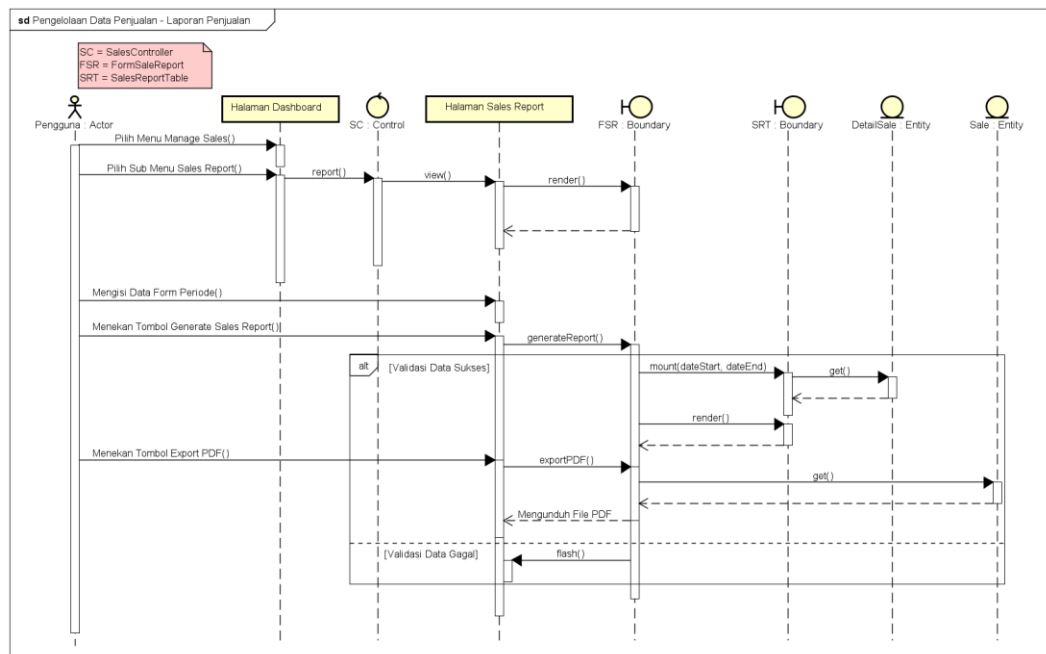 sd Pengelolaan Data Penjualan - Laporan Penjualan
SC = SalesController
FSR = FormSaleReport
SRT = SalesReportTable
Pengguna : Actor
Halaman Dashboard
SC : Control
Halaman Sales Report
FSR : Boundary
SRT : Boundary
DetailSale : Entity
Sale : Entity
Pilih Menu Manage Sales()
Pilih Sub Menu Sales Report()
report()
view()
render()
Mengisi Data Form Periode()
Menekan Tombol Generate Sales Report()
generateReport()
alt
[Validasi Data Sukses]
mount(dateStart, dateEnd)
get()
render()
Menekan Tombol Export PDF()
exportPDF()
get()
Mengunduh File PDF
[Validasi Data Gagal]
flash()